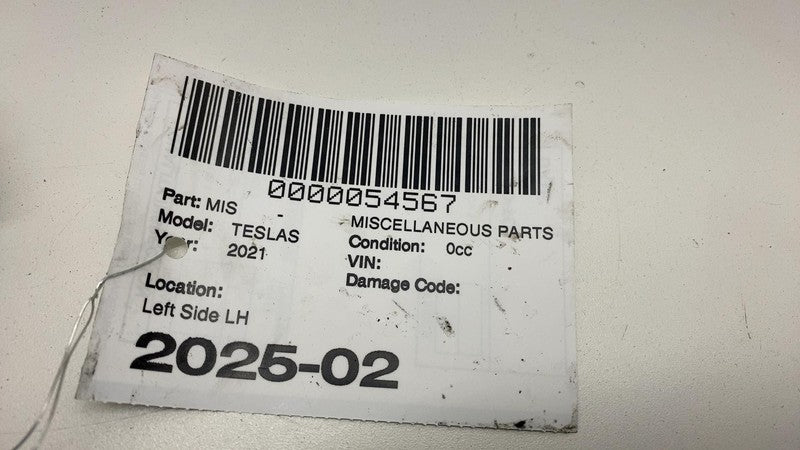 0000054567
Part: MIS - MISCELLANEOUS PARTS
Model: TESLAS Condition: 0cc
Year: 2021 VIN:
Damage Code:
Location:
Left Side LH
2025-02